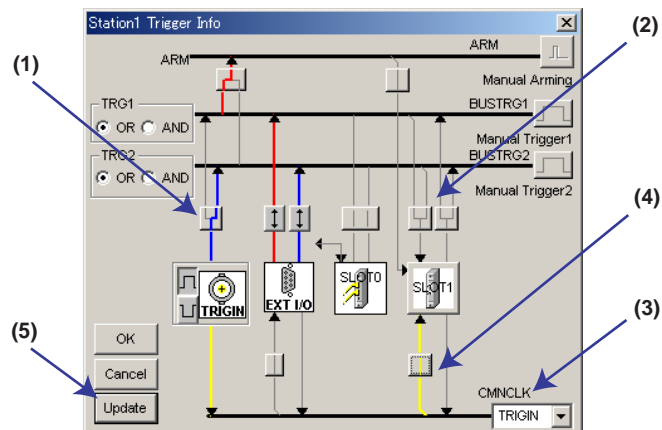 Station1 Trigger Info
(1)
(2)
ARM
ARM
Manual Arming
TRG1
OR AND
BUSTRG1
Manual Trigger1
TRG2
OR AND
BUSTRG2
Manual Trigger2
(4)
TRIGIN
EXT I/O
SLOT0
SLOT1
(3)
(5)
OK
Cancel
Update
CMNCLK
TRIGIN